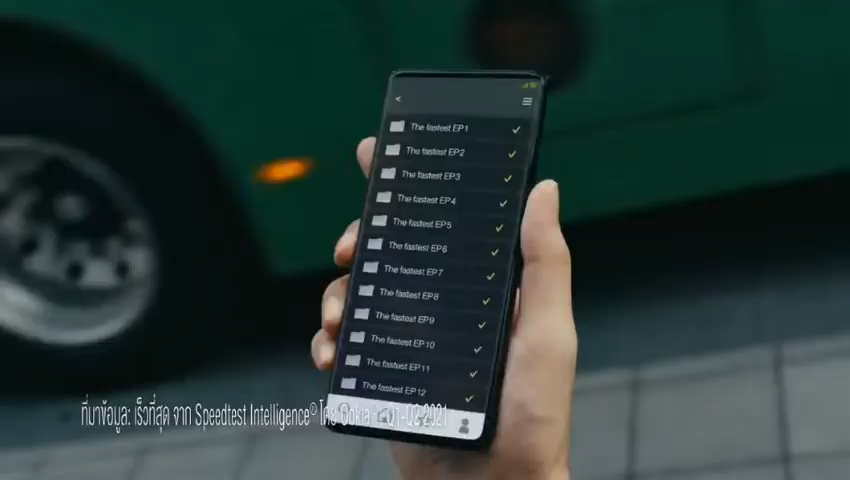 The fastest EP1
The fastest EP2
The fastest EP3
The fastest EP4
The fastest EP5
The fastest EP6
The fastest EP7
The fastest EP8
The fastest EP9
The fastest EP10
The fastest EP11
The fastest EP12
ที่มาข้อมูล: เร็วที่สุด จาก Speedtest Intelligence® โดย Ookla Q1-Q2 2021